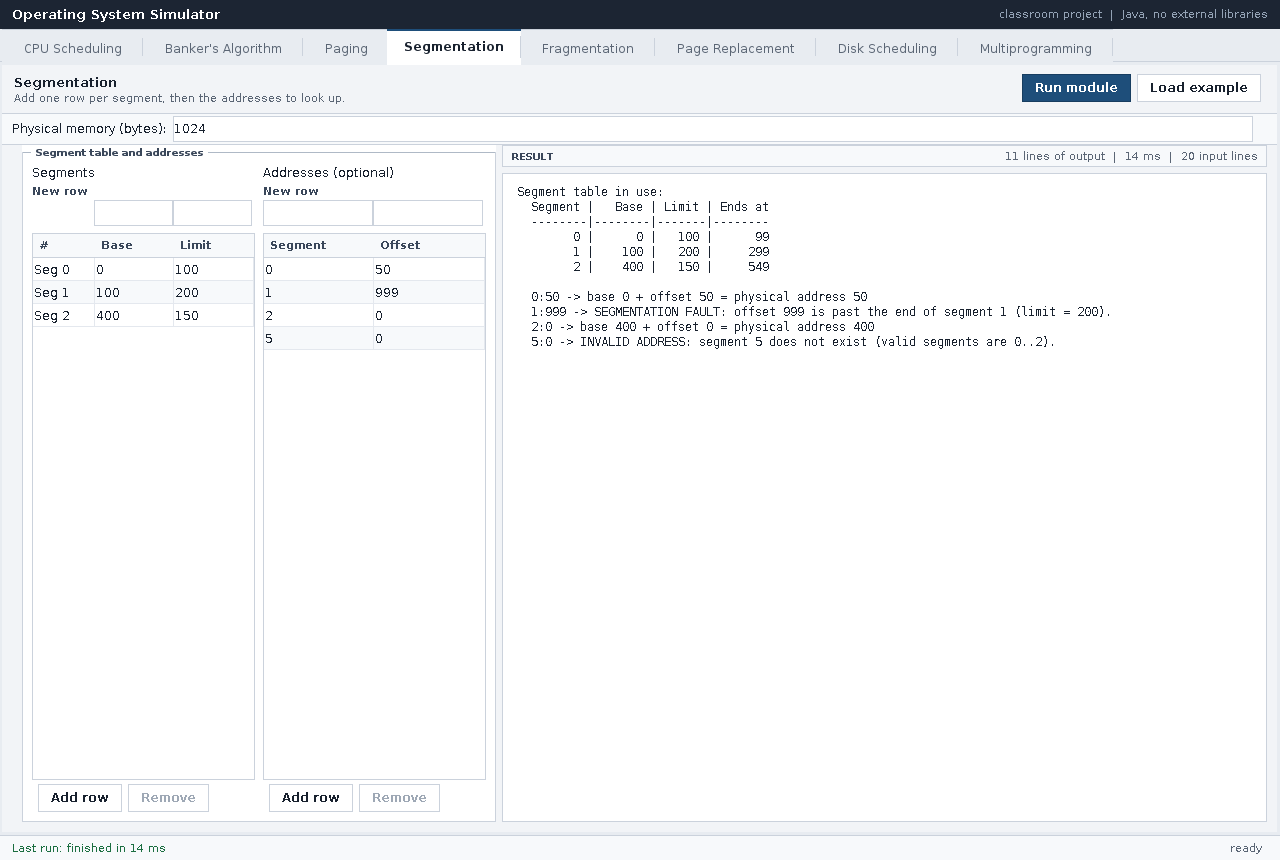 Operating System Simulator
classroom project | Java, no external libraries
CPU Scheduling Banker's Algorithm Paging Segmentation Fragmentation Page Replacement Disk Scheduling Multiprogramming
Segmentation
Add one row per segment, then the addresses to look up.
Run module Load example
Physical memory (bytes): 1024
Segment table and addresses
Segments
New row
# Base Limit
Seg 0 0 100
Seg 1 100 200
Seg 2 400 150
Add row Remove
Addresses (optional)
New row
Segment Offset
0 50
1 999
2 0
5 0
Add row Remove
RESULT 11 lines of output | 14 ms | 20 input lines
Segment table in use:
Segment | Base | Limit | Ends at
--------|--------|-------|--------
0 | 0 | 100 | 99
1 | 100 | 200 | 299
2 | 400 | 150 | 549
0:50 -> base 0 + offset 50 = physical address 50
1:999 -> SEGMENTATION FAULT: offset 999 is past the end of segment 1 (limit = 200).
2:0 -> base 400 + offset 0 = physical address 400
5:0 -> INVALID ADDRESS: segment 5 does not exist (valid segments are 0..2).
Last run: finished in 14 ms
ready